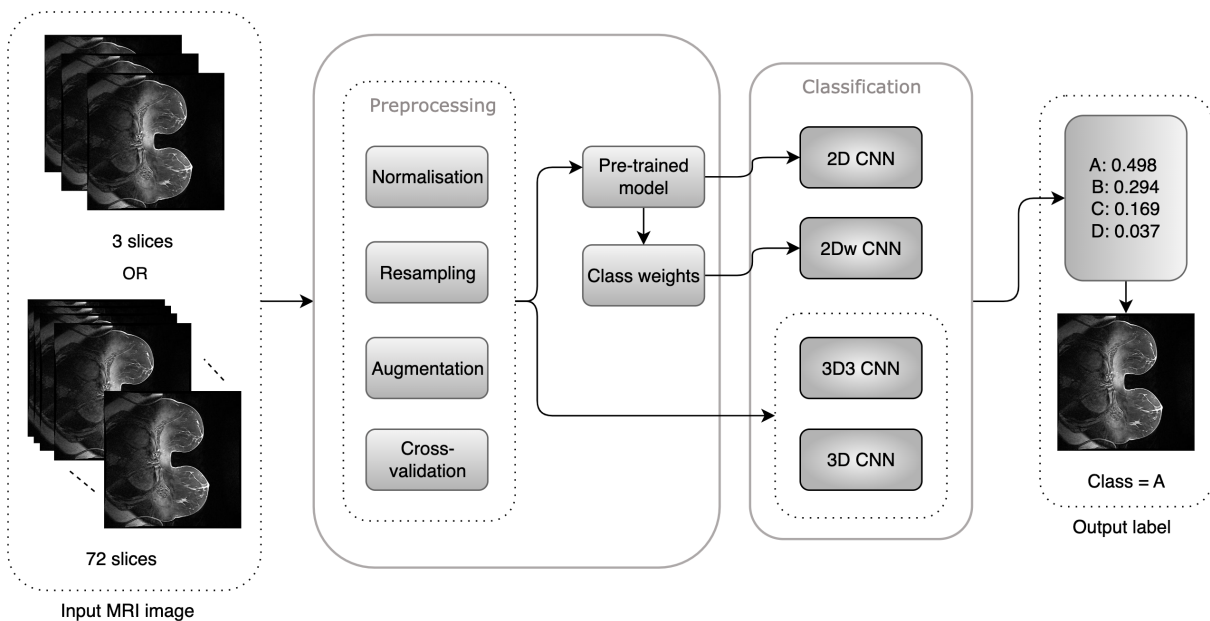 3 slices
OR
72 slices
Input MRI image
Preprocessing
Normalisation
Resampling
Augmentation
Cross-
validation
Pre-trained
model
Class weights
Classification
2D CNN
2Dw CNN
3D3 CNN
3D CNN
A: 0.498
B: 0.294
C: 0.169
D: 0.037
Class = A
Output label